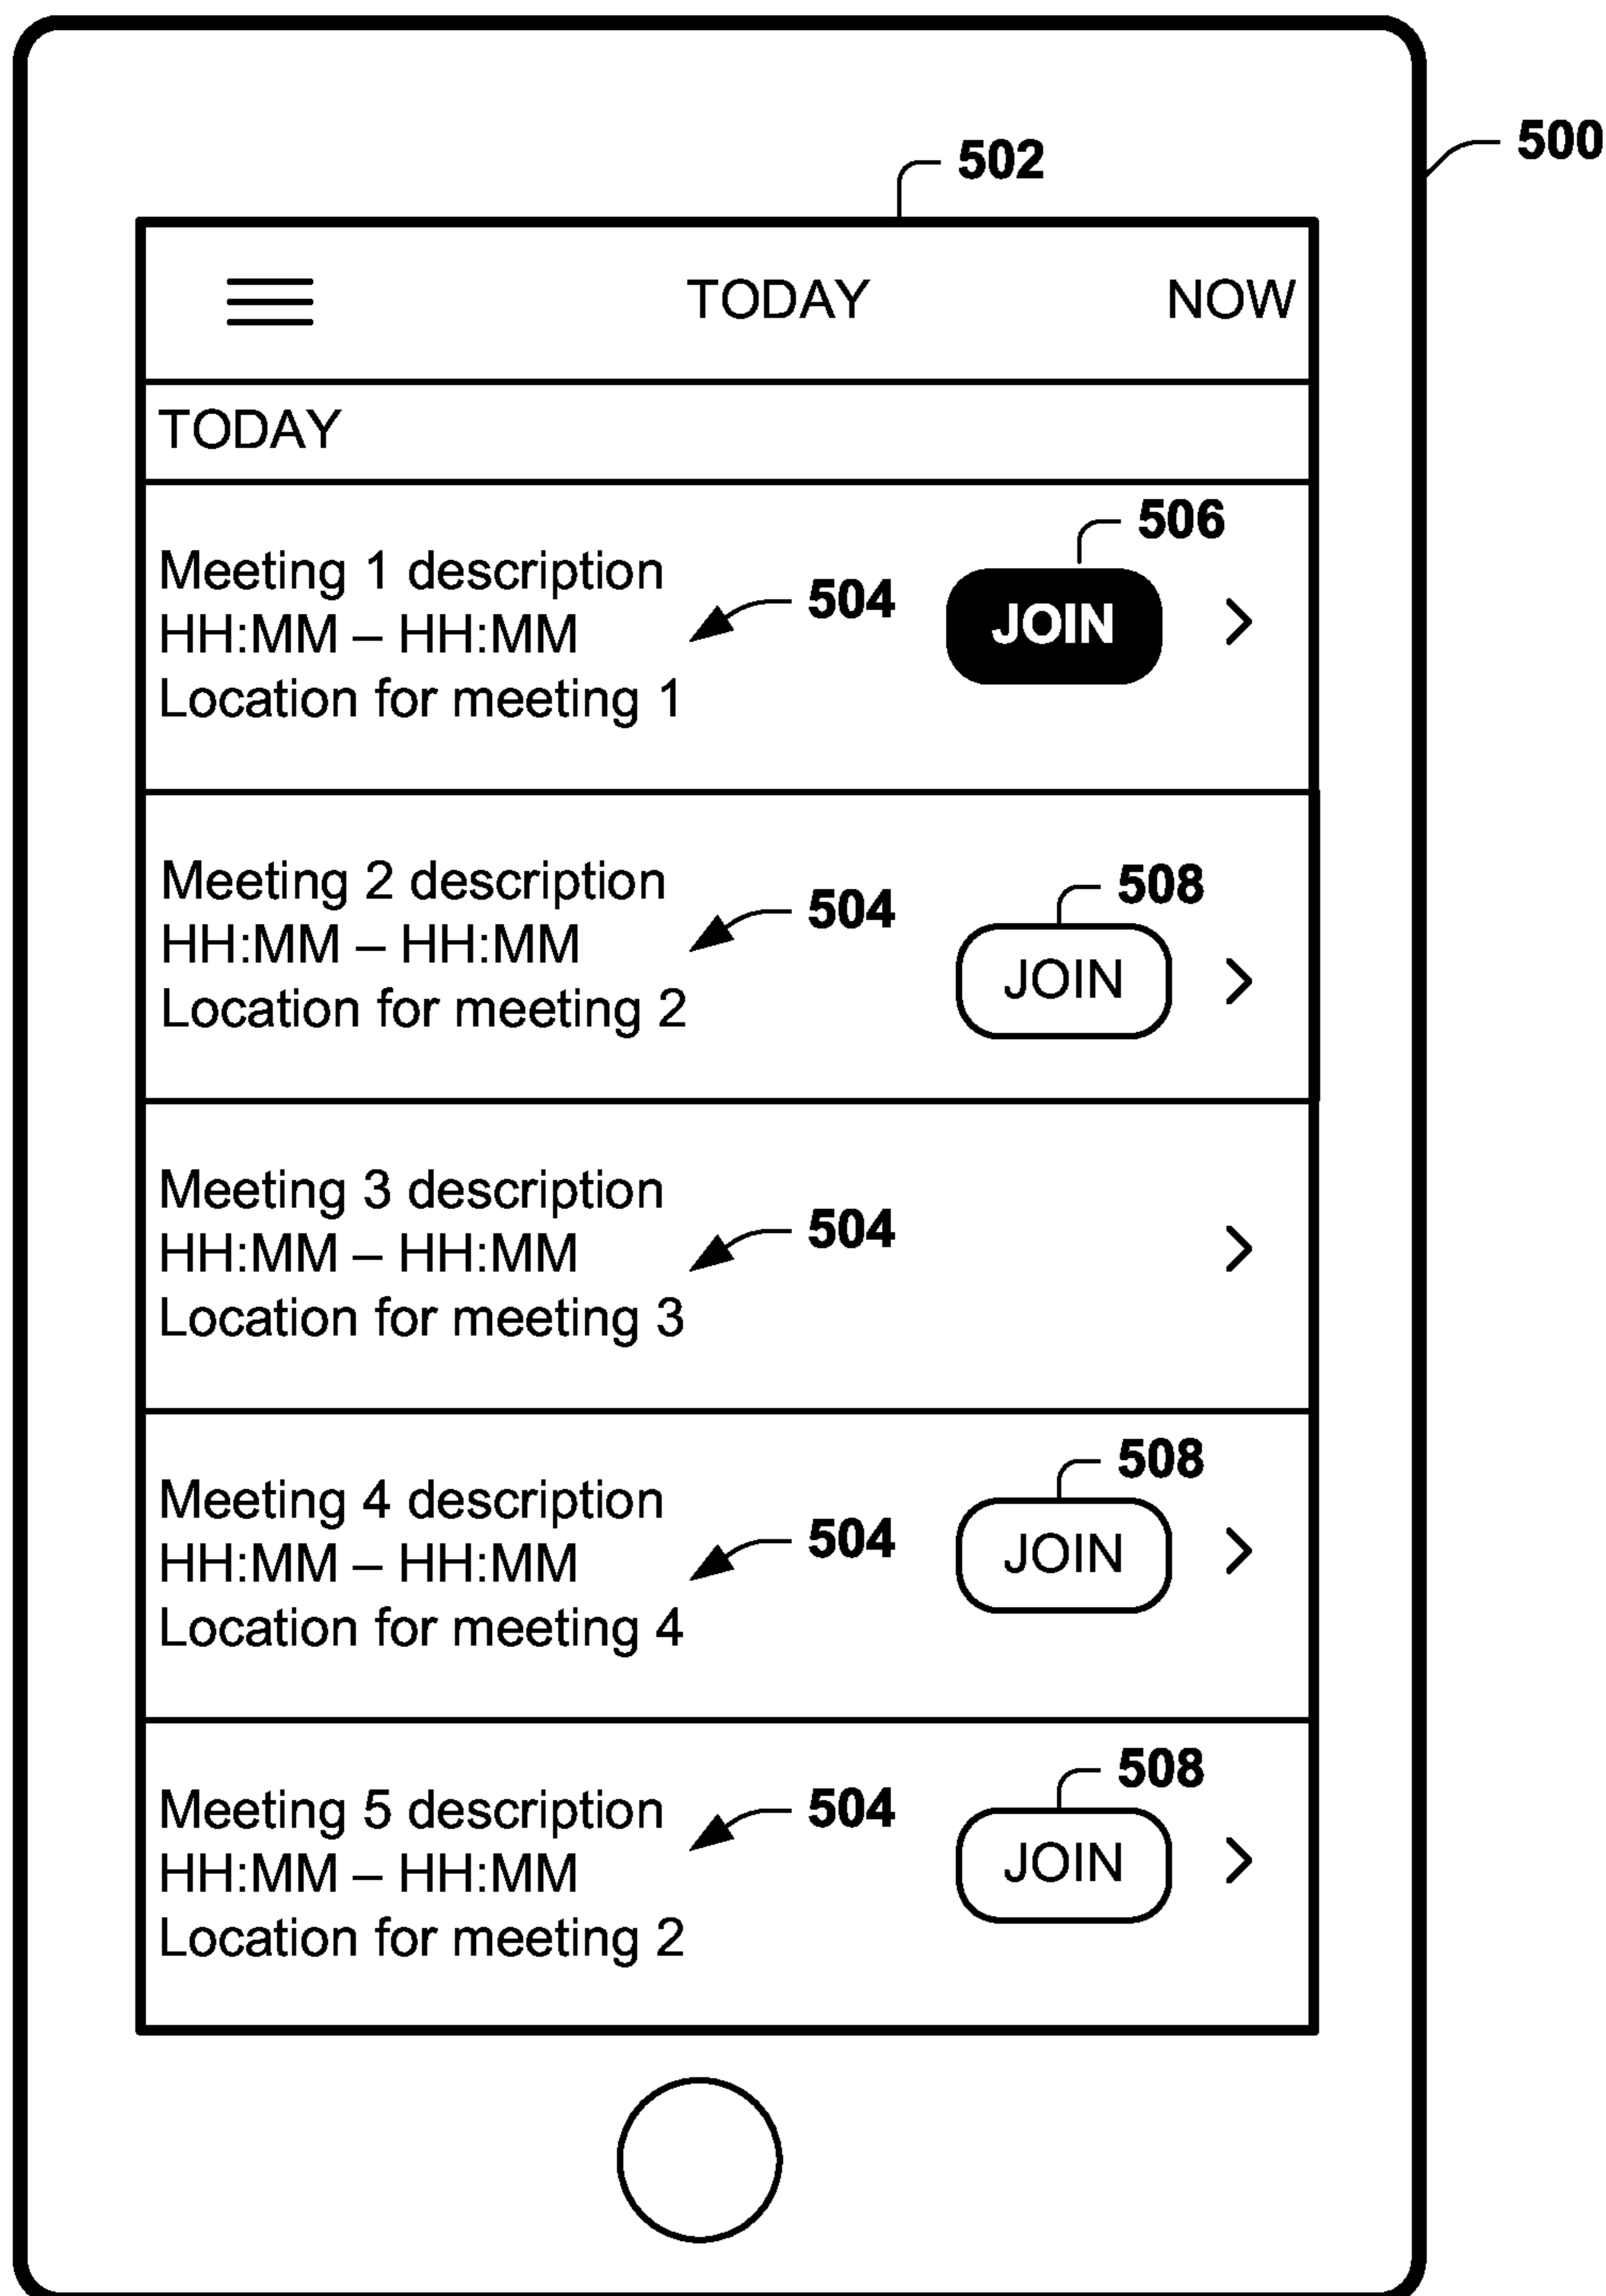 500
502
TODAY NOW
TODAY
506
Meeting 1 description
504
JOIN
HH:MM – HH:MM
Location for meeting 1
Meeting 2 description
508
504
HH:MM – HH:MM
JOIN
Location for meeting 2
Meeting 3 description
504
HH:MM – HH:MM
Location for meeting 3
508
Meeting 4 description
504
JOIN
HH:MM – HH:MM
Location for meeting 4
508
Meeting 5 description
504
HH:MM – HH:MM
JOIN
Location for meeting 2